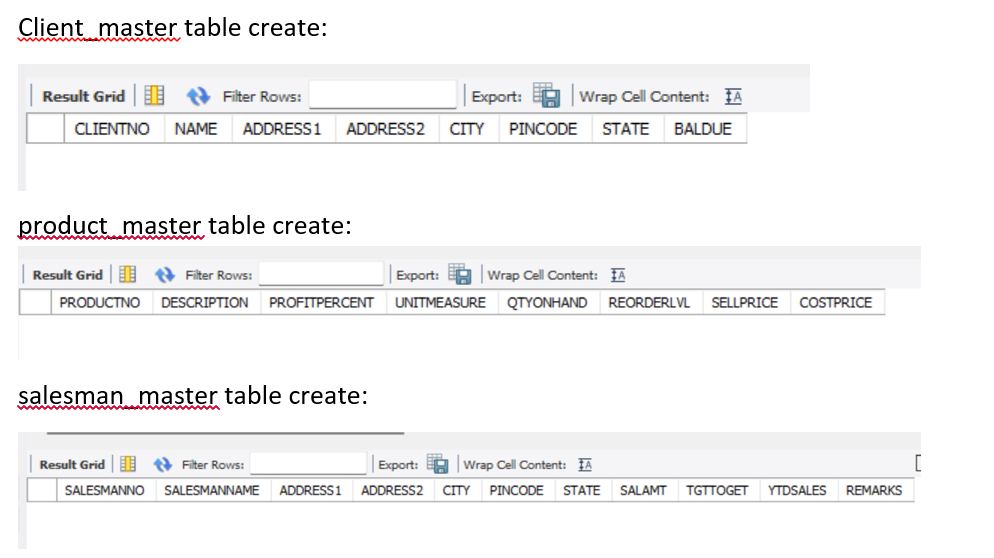 Client_master table create:
Result Grid Filter Rows: Export: Wrap Cell Content: IA
CLIENTNO NAME ADDRESS1 ADDRESS2 CITY PINCODE STATE BALDUE
product_master table create:
Result Grid Filter Rows: Export: Wrap Cell Content: IA
PRODUCTNO DESCRIPTION PROFITPERCENT UNITMEASURE QTYONHAND REORDERLVL SELLPRICE COSTPRICE
salesman_master table create:
Result Grid Filter Rows: Export: Wrap Cell Content: IA
SALESMANNO SALESMANNAME ADDRESS1 ADDRESS2 CITY PINCODE STATE SALAMT TGTTOGET YTDSALES REMARKS